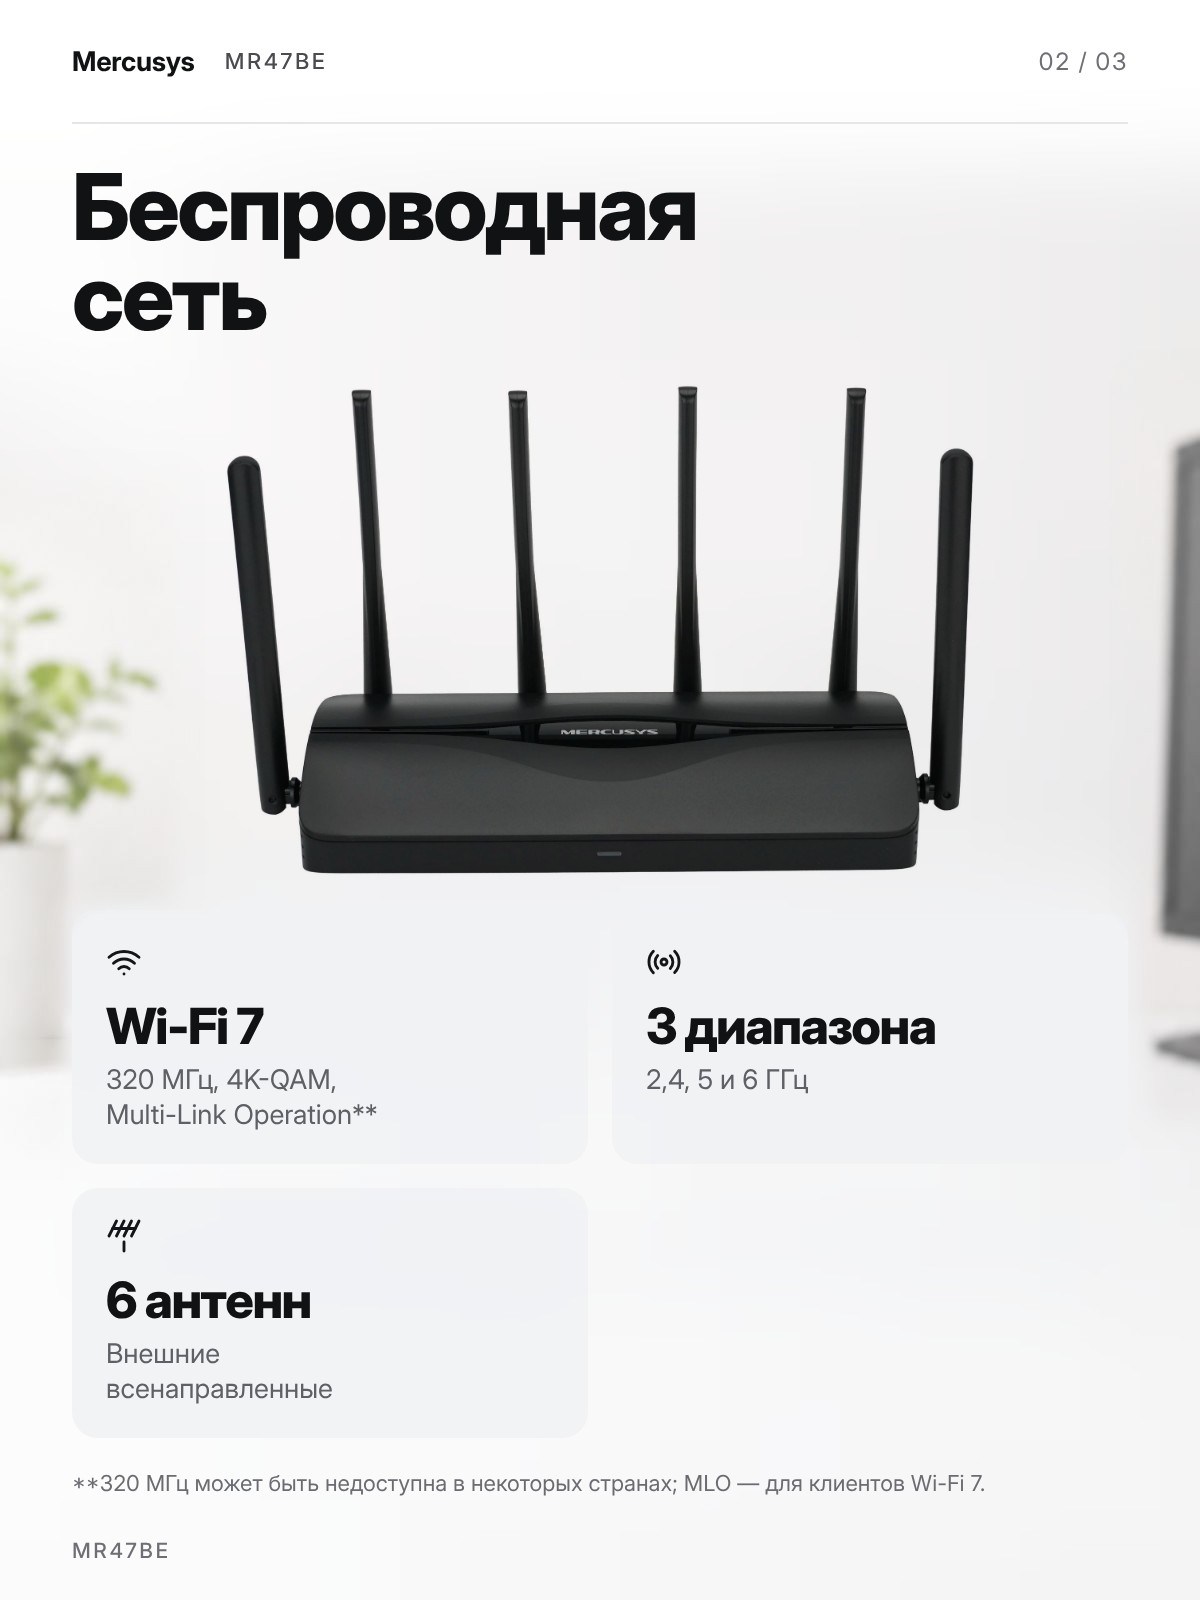 Mercusys MR47BE 02 / 03
Беспроводная
сеть
MERCUSYS
Wi-Fi 7
320 МГц, 4K-QAM,
Multi-Link Operation**
3 диапазона
2,4, 5 и 6 ГГц
6 антенн
Внешние
всенаправленные
**320 МГц может быть недоступна в некоторых странах; MLO — для клиентов Wi-Fi 7.
MR47BE